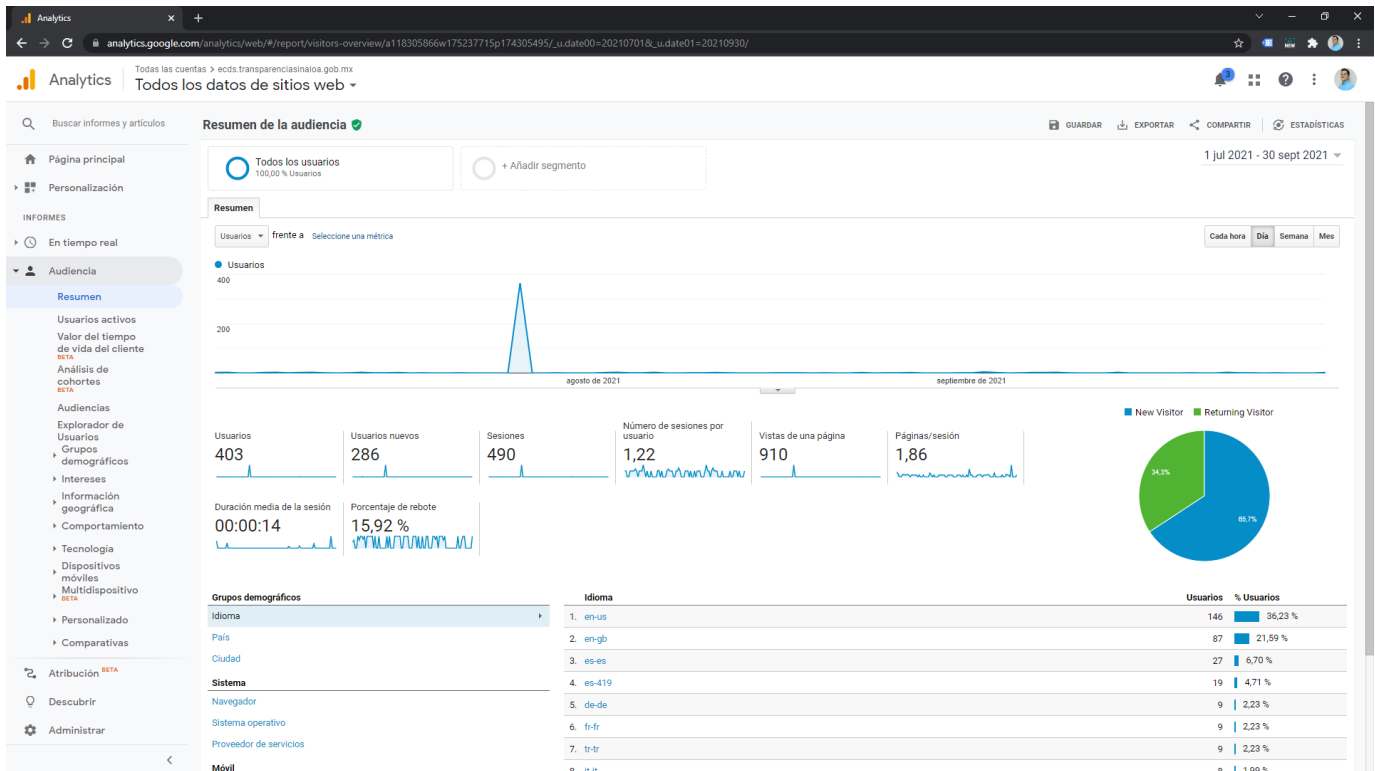 Analytics
analytics.google.com/analytics/web/#/report/visitors-overview/a118305866w175237715p174305495/_u.date00=20210701&_u.date01=20210930/
Analytics
Todas las cuentas > ecds.transparenciasinaloa.gob.mx
Todos los datos de sitios web
3
Buscar informes y artículos
Página principal
Personalización
INFORMES
En tiempo real
Audiencia
Resumen
Usuarios activos
Valor del tiempo
de vida del cliente
BETA
Análisis de
cohortes
BETA
Audiencias
Explorador de
Usuarios
Grupos
demográficos
Intereses
Información
geográfica
Comportamiento
Tecnología
Dispositivos
móviles
Multidispositivo
BETA
Personalizado
Comparativas
Atribución BETA
Descubrir
Administrar
Resumen de la audiencia
GUARDAR EXPORTAR COMPARTIR ESTADÍSTICAS
Todos los usuarios
100,00 % Usuarios
+ Añadir segmento
1 jul 2021 - 30 sept 2021
Resumen
Usuarios frente a Seleccione una métrica
Cada hora Día Semana Mes
Usuarios
400
200
agosto de 2021 septiembre de 2021
New Visitor Returning Visitor
34,3%
65,7%
Usuarios
403
Usuarios nuevos
286
Sesiones
490
Número de sesiones por
usuario
1,22
Vistas de una página
910
Páginas/sesión
1,86
Duración media de la sesión
00:00:14
Porcentaje de rebote
15,92 %
Grupos demográficos
Idioma
País
Ciudad
Sistema
Navegador
Sistema operativo
Proveedor de servicios
Móvil
Idioma Usuarios % Usuarios
1. en-us 146 36,23 %
2. en-gb 87 21,59 %
3. es-es 27 6,70 %
4. es-419 19 4,71 %
5. de-de 9 2,23 %
6. fr-fr 9 2,23 %
7. tr-tr 9 2,23 %
8. it-it 8 1,99 %